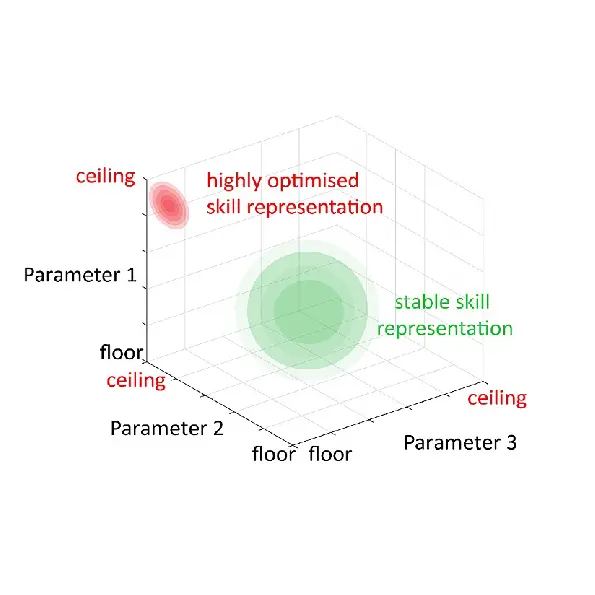 ceiling
highly optimised
skill representation
Parameter 1
stable skill
representation
floor
ceiling
ceiling
Parameter 2
Parameter 3
floor
floor